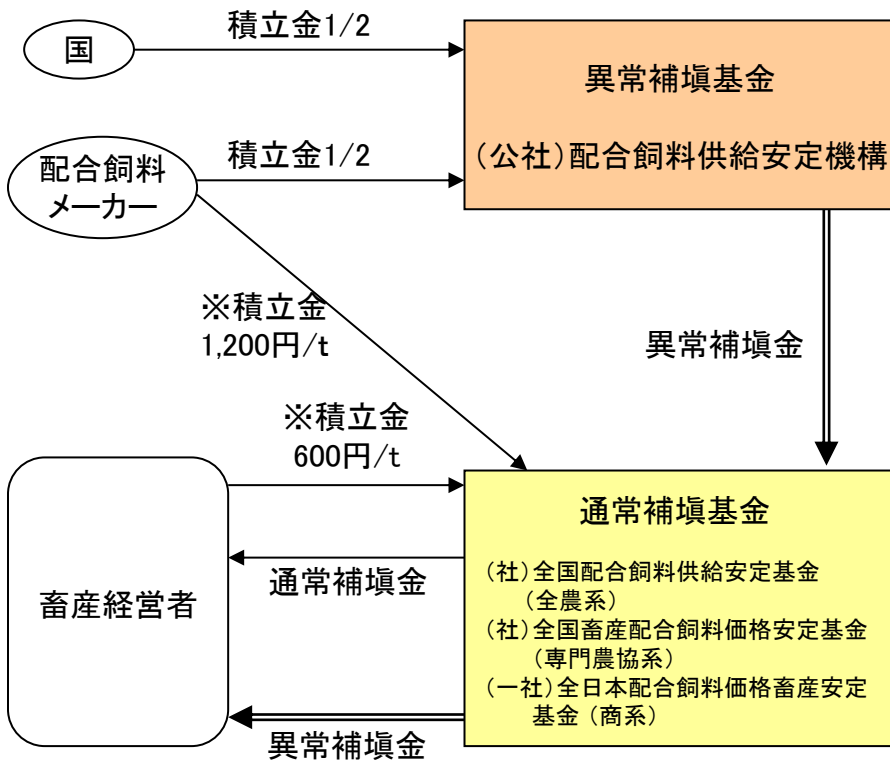 国
積立金1/2
異常補塡基金
(公社)配合飼料供給安定機構
配合飼料
メーカー
積立金1/2
※積立金
1,200円/t
異常補塡金
※積立金
600円/t
畜産経営者
通常補塡金
異常補塡金
通常補塡基金
(社)全国配合飼料供給安定基金
(全農系)
(社)全国畜産配合飼料価格安定基金
(専門農協系)
(一社)全日本配合飼料価格畜産安定
基金(商系)